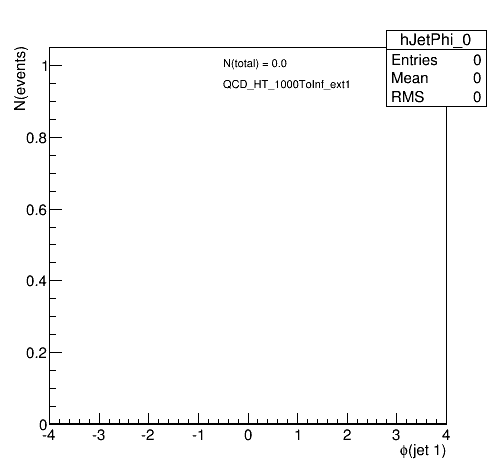 hJetPhi_0
Entries 0
Mean 0
RMS 0
N(total) = 0.0
QCD_HT_1000ToInf_ext1
N(events)
1
0.8
0.6
0.4
0.2
0
-4 -3 -2 -1 0 1 2 3 4
ϕ(jet 1)